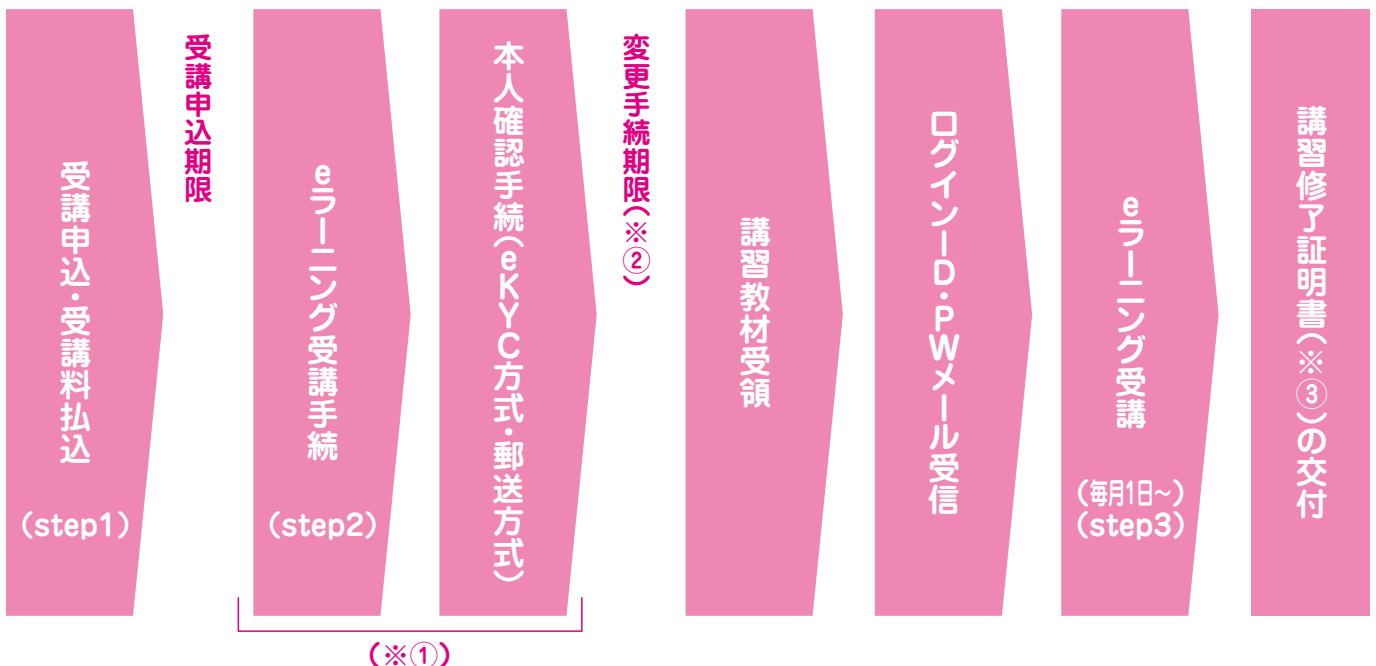 受講申込・受講料払込
(step1)
受講申込期限
eラーニング受講手続
(step2)
本人確認手続(eKYC方式・郵送方式)
(※①)
変更手続期限(※②)
講習教材受領
ログインID・PWメール受信
eラーニング受講
(毎月1日~)
(step3)
講習修了証明書(※③)の交付